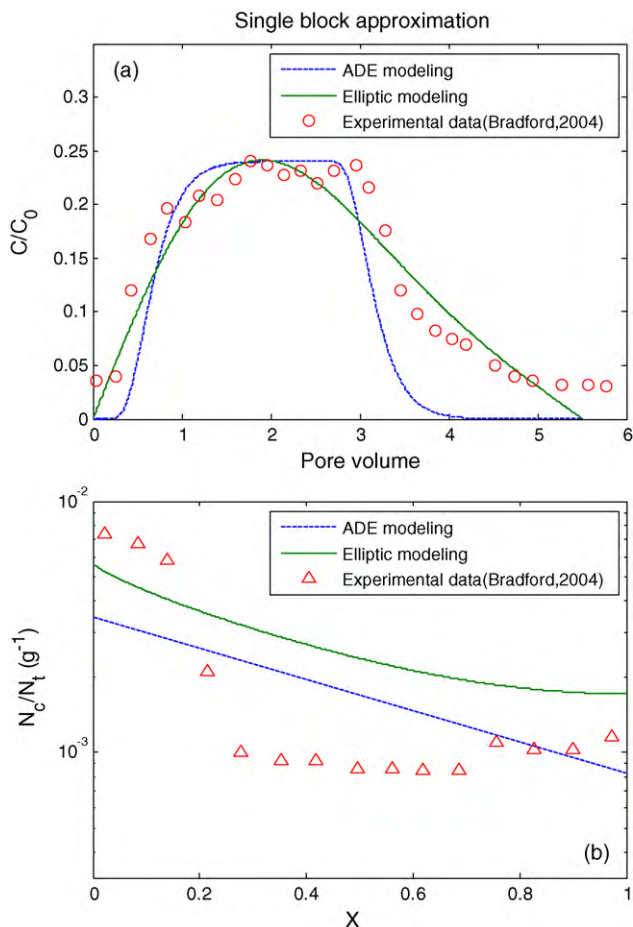 Single block approximation
(a)
ADE modeling
Elliptic modeling
Experimental data(Bradford,2004)
C/C0
0.3
0.25
0.20
0.15
0.1
0.05
0
0 1 2 3 4 5 6
Pore volume
10-2
ADE modeling
Elliptic modeling
Experimental data(Bradford,2004)
Nc/Nt (g-1)
10-3
(b)
0 0.2 0.4 0.6 0.8 1
X